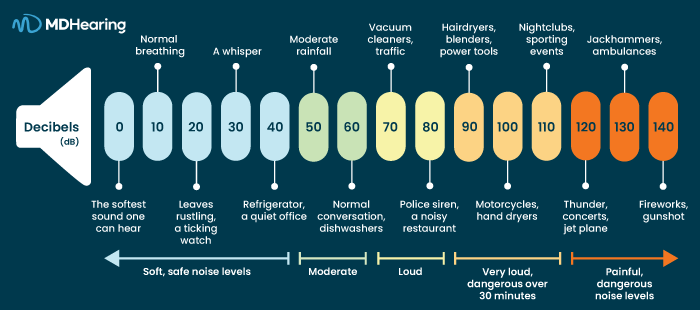 MDHearing
Normal
breathing
A whisper
Moderate
rainfall
Vacuum
cleaners,
traffic
Hairdryers,
blenders,
power tools
Nightclubs,
sporting
events
Jackhammers,
ambulances
Decibels
(dB)
0
10
20
30
40
50
60
70
80
90
100
110
120
130
140
The softest
sound one
can hear
Leaves
rustling,
a ticking
watch
Refrigerator,
a quiet office
Normal
conversation,
dishwashers
Police siren,
a noisy
restaurant
Motorcycles,
hand dryers
Thunder,
concerts,
jet plane
Fireworks,
gunshot
Soft, safe noise levels
Moderate
Loud
Very loud,
dangerous over
30 minutes
Painful,
dangerous
noise levels